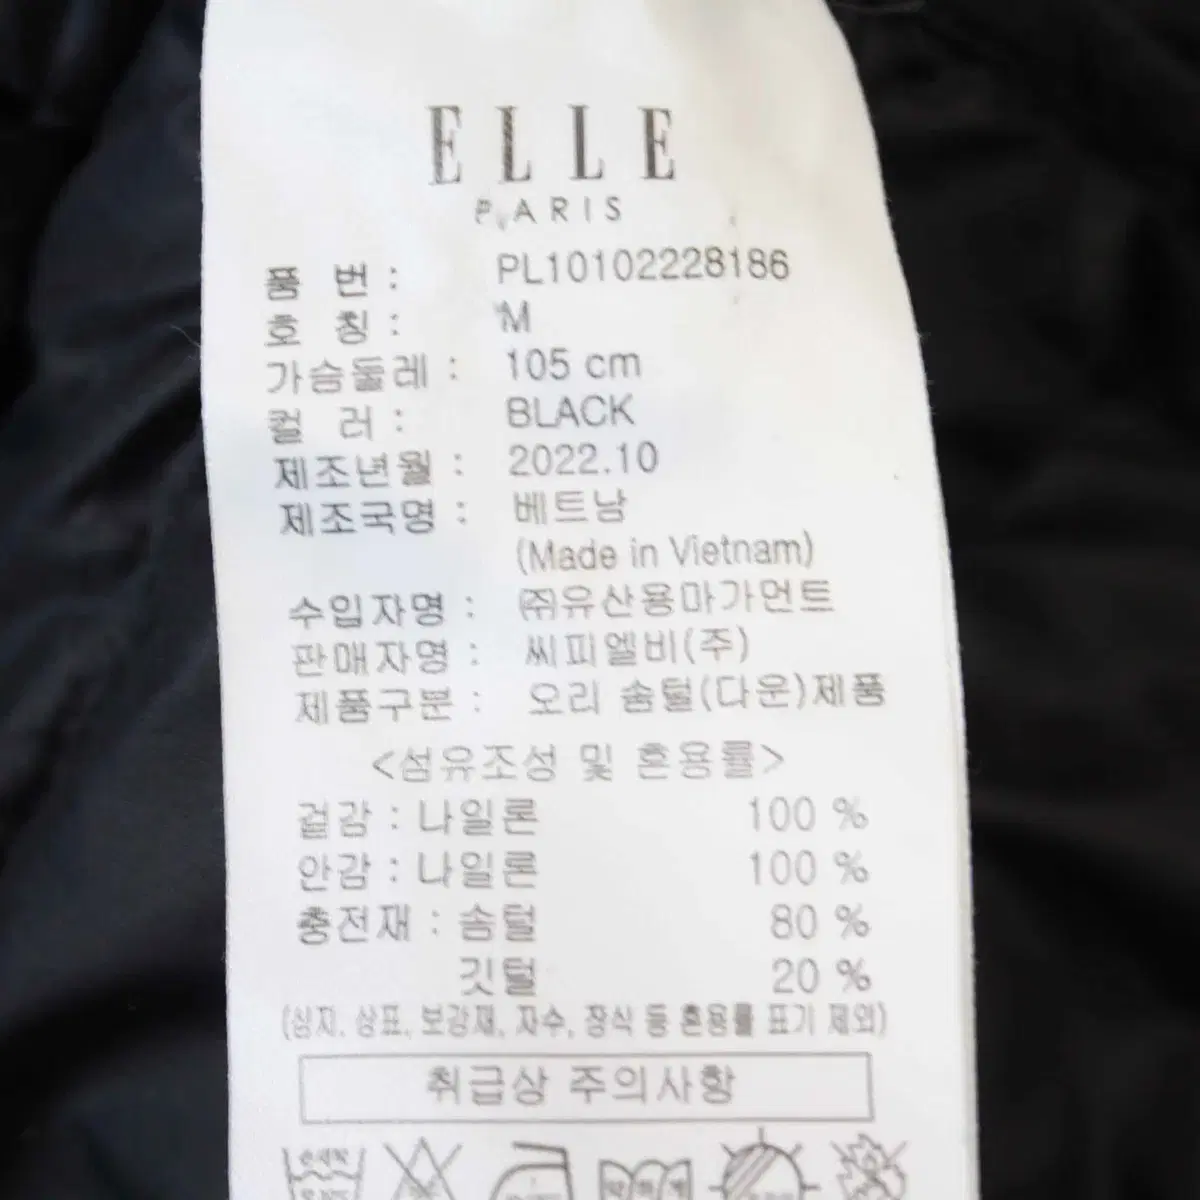 ELLE
PARIS
품 번 : PL10102228186
호 칭 : M
가슴둘레 : 105 cm
컬 러 : BLACK
제조년월 : 2022.10
제조국명 : 베트남
(Made in Vietnam)
수입자명 : ㈜유산용마가먼트
판매자명 : 씨피엘비(주)
제품구분 : 오리 솜털(다운)제품
<섬유조성 및 혼용률>
겉감 : 나일론 100 %
안감 : 나일론 100 %
충전재 : 솜털 80 %
깃털 20 %
(심지, 상표, 보강재, 자수, 장식 등 혼용률 표기 제외)
취급상 주의사항